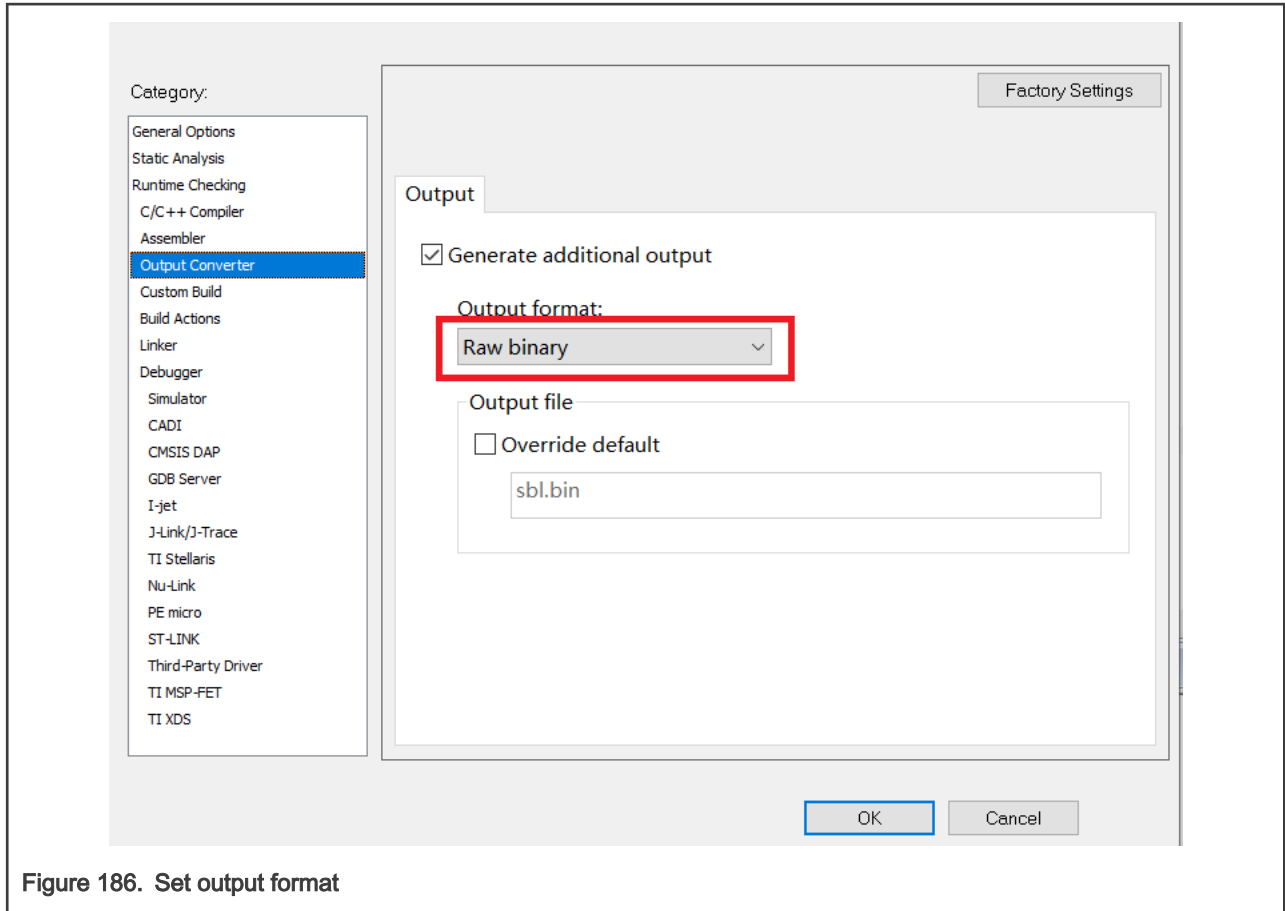 Category:
Factory Settings
General Options
Static Analysis
Runtime Checking
C/C++ Compiler
Assembler
Output Converter
Custom Build
Build Actions
Linker
Debugger
Simulator
CADI
CMSIS DAP
GDB Server
I-jet
J-Link/J-Trace
TI Stellaris
Nu-Link
PE micro
ST-LINK
Third-Party Driver
TI MSP-FET
TI XDS
Output
Generate additional output
Output format:
Raw binary
Output file
Override default
sbl.bin
OK
Cancel
Figure 186. Set output format